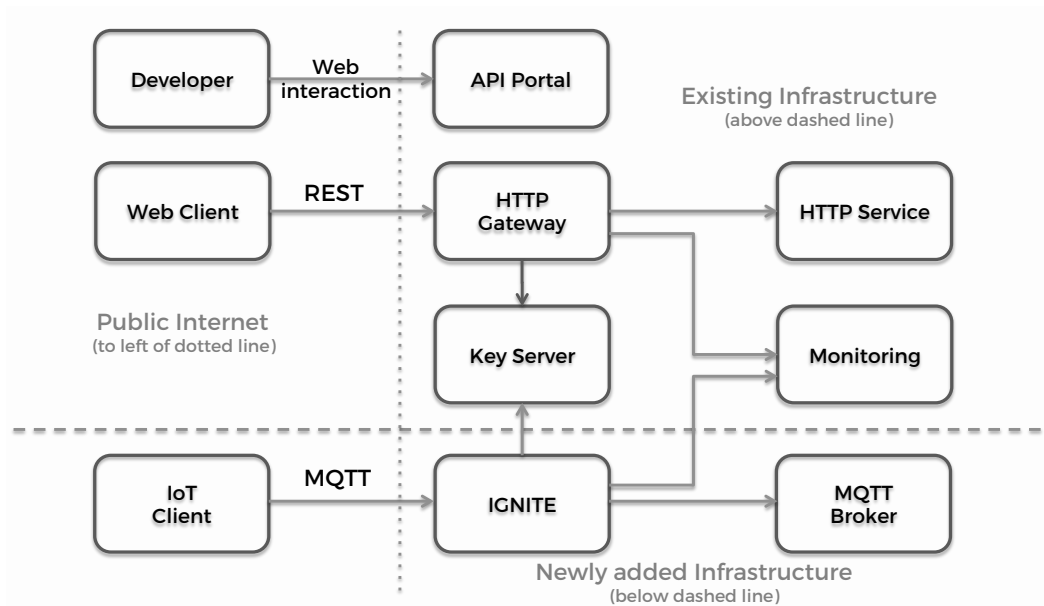 Developer
Web
interaction
API Portal
Existing Infrastructure
(above dashed line)
Web Client
REST
HTTP
Gateway
HTTP Service
Public Internet
(to left of dotted line)
Key Server
Monitoring
IoT
Client
MQTT
IGNITE
MQTT
Broker
Newly added Infrastructure
(below dashed line)